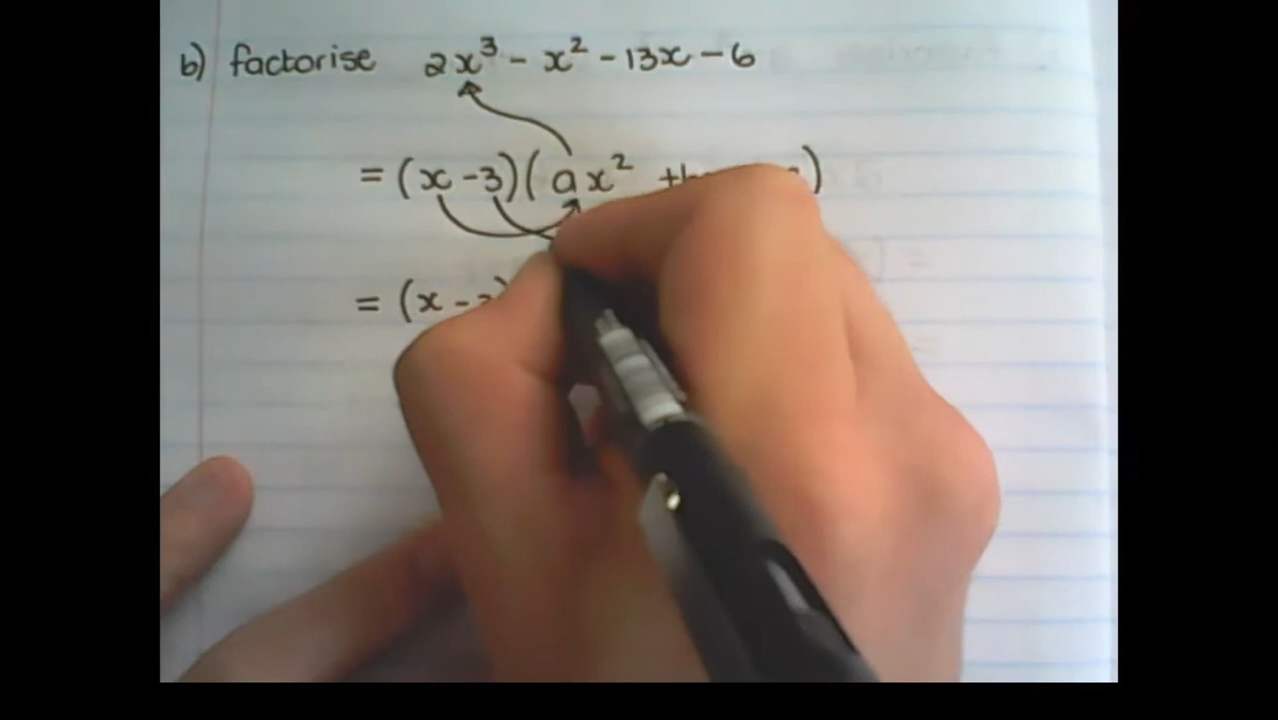 b) factorise 2x³ - x² - 13x - 6
= (x - 3)(ax² + )
= (x -